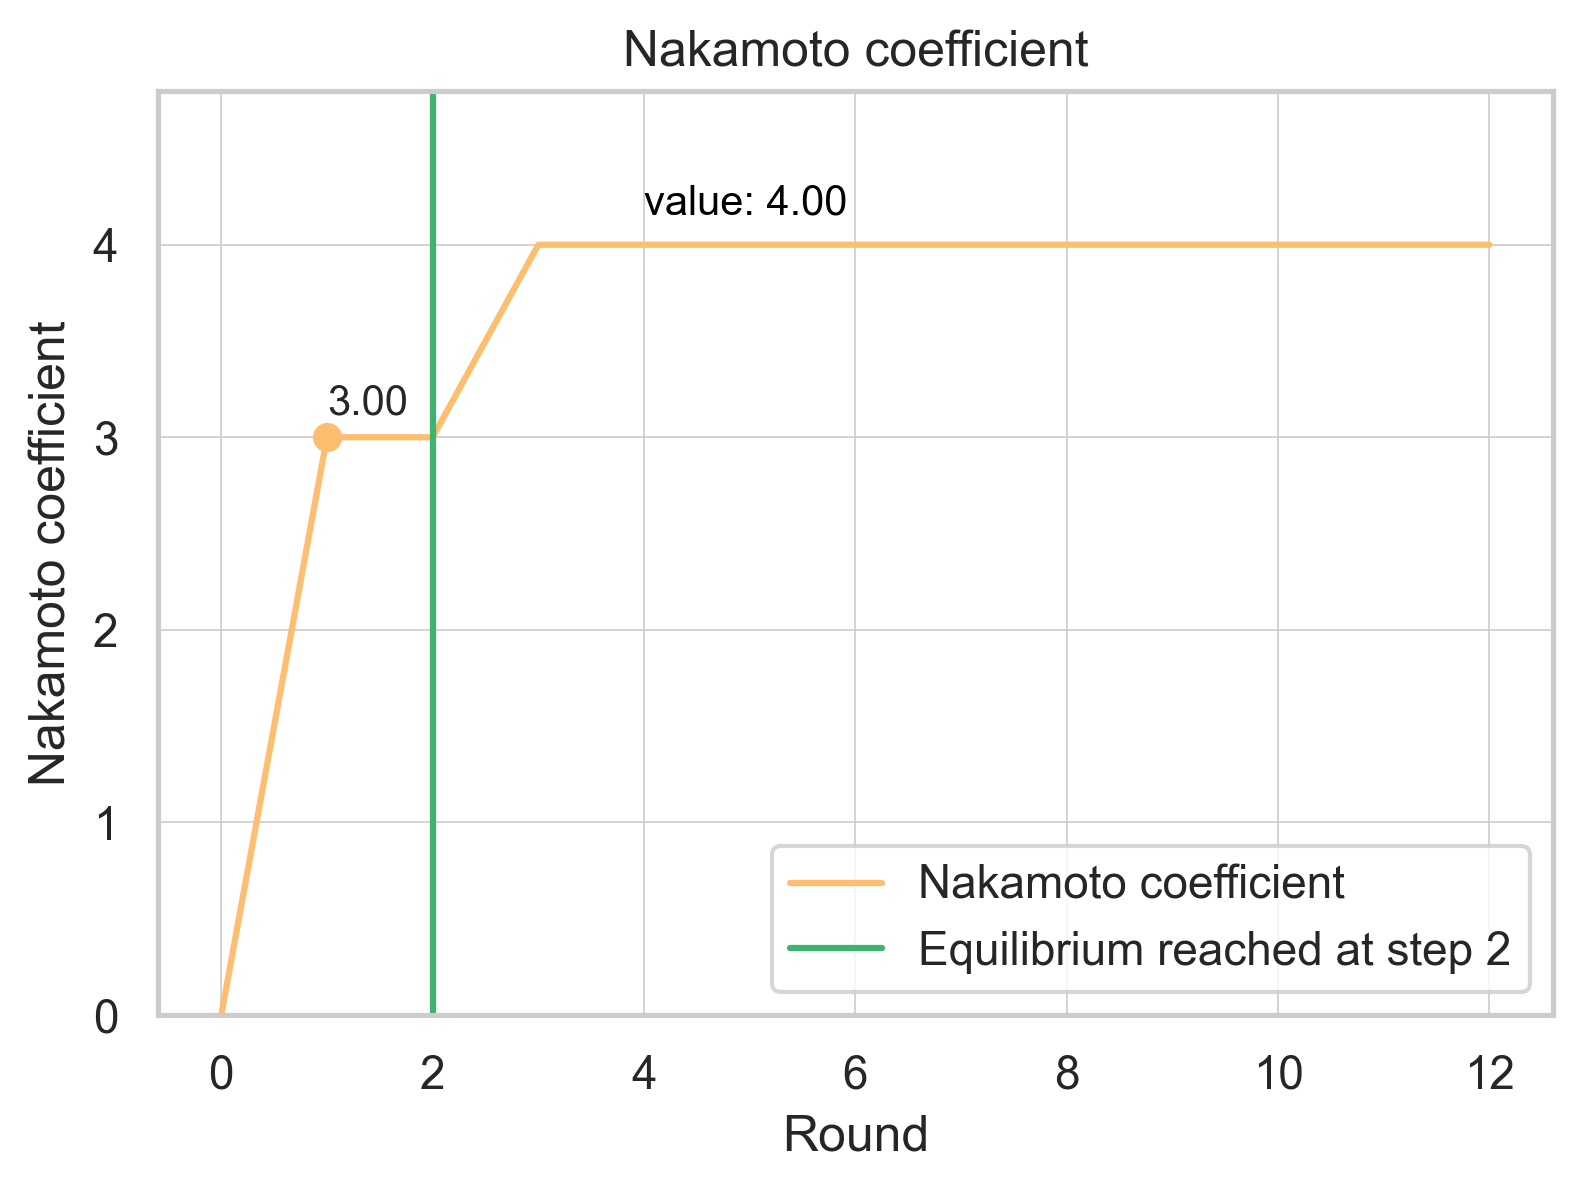 Nakamoto coefficient
value: 4.00
3.00
Nakamoto coefficient
4
3
2
1
0
Nakamoto coefficient
Equilibrium reached at step 2
0 2 4 6 8 10 12
Round